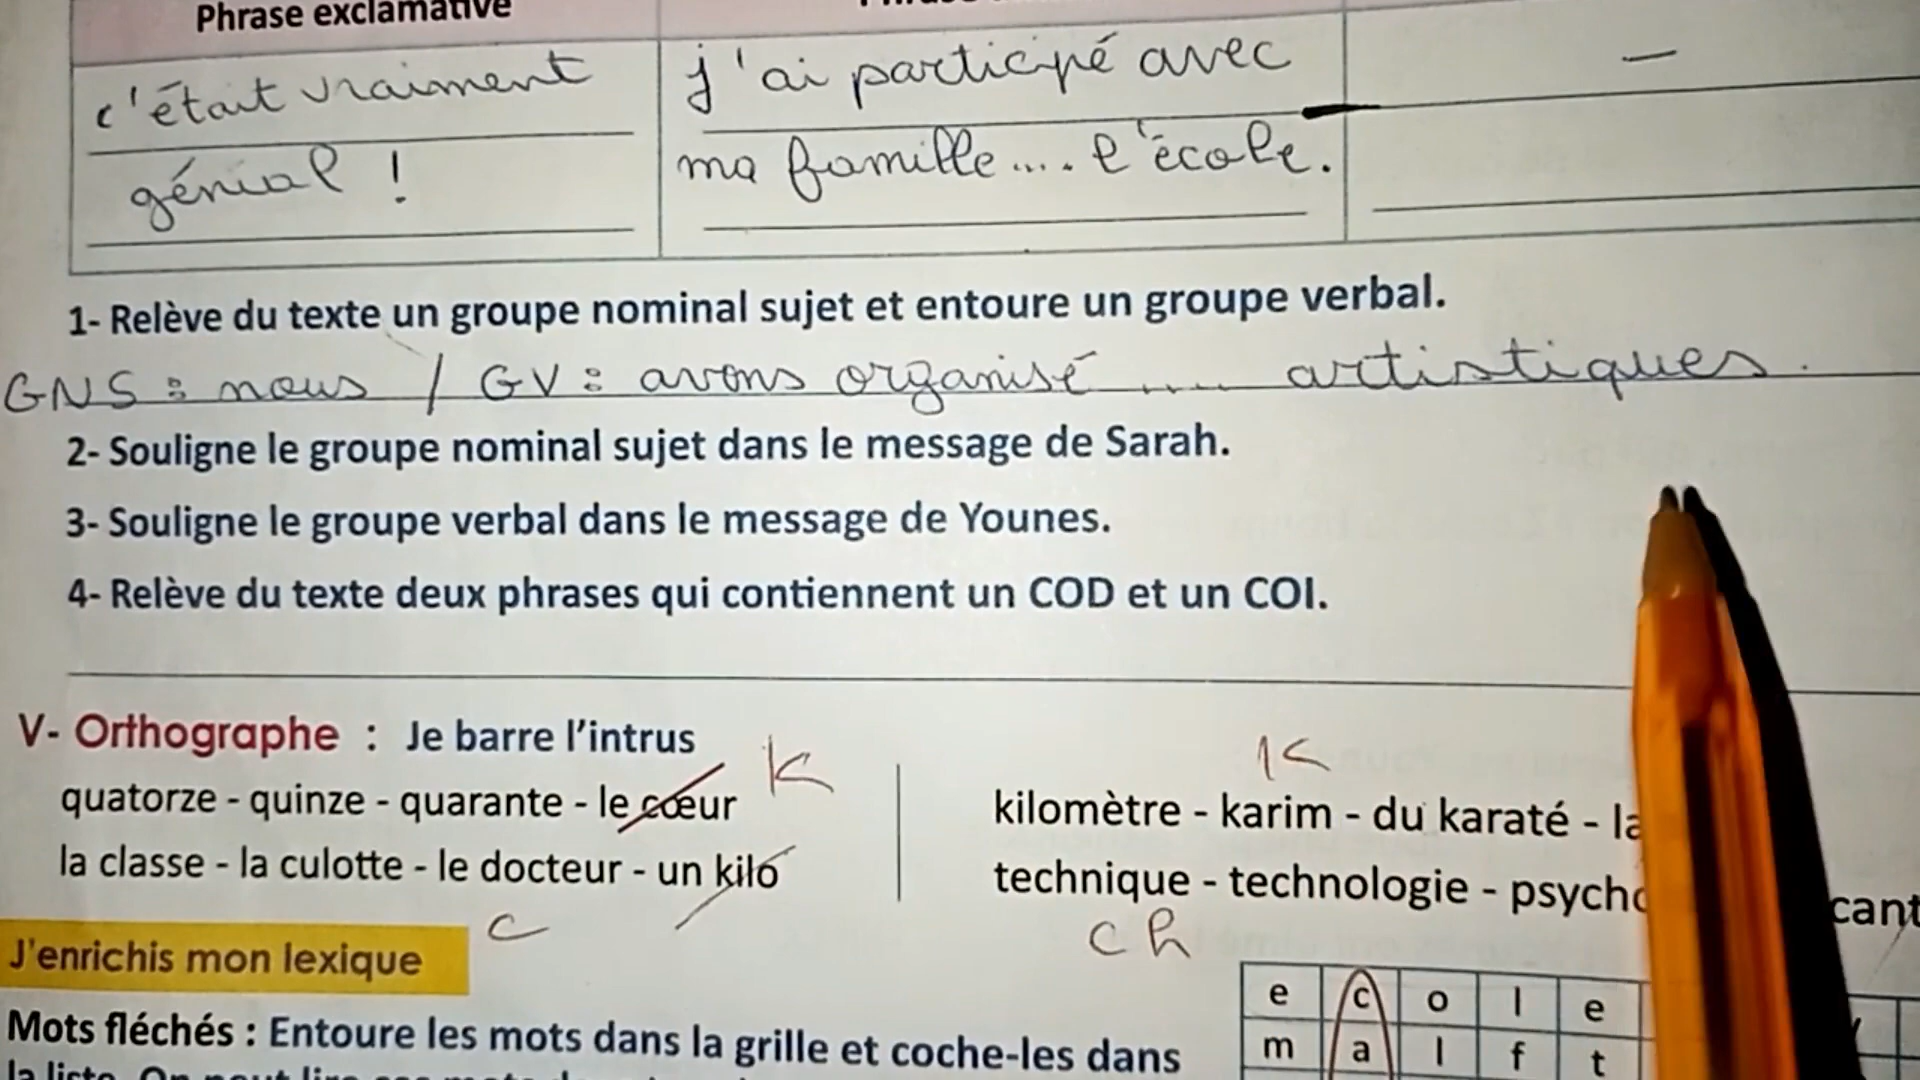 Phrase exclamative
c'était vraiment
génial !
j'ai participé avec
ma famille.... l'école.
—
1- Relève du texte un groupe nominal sujet et entoure un groupe verbal.
GNS : nous / GV : avons organisé .... artistiques.
2- Souligne le groupe nominal sujet dans le message de Sarah.
3- Souligne le groupe verbal dans le message de Younes.
4- Relève du texte deux phrases qui contiennent un COD et un COI.
V- Orthographe : Je barre l'intrus
K
quatorze - quinze - quarante - le cœur
la classe - la culotte - le docteur - un kilo
c
K
kilomètre - karim - du karaté -
technique - technologie -
ch
J'enrichis mon lexique
Mots fléchés : Entoure les mots dans la grille et coche-les dans
e c o l e
m a l f t